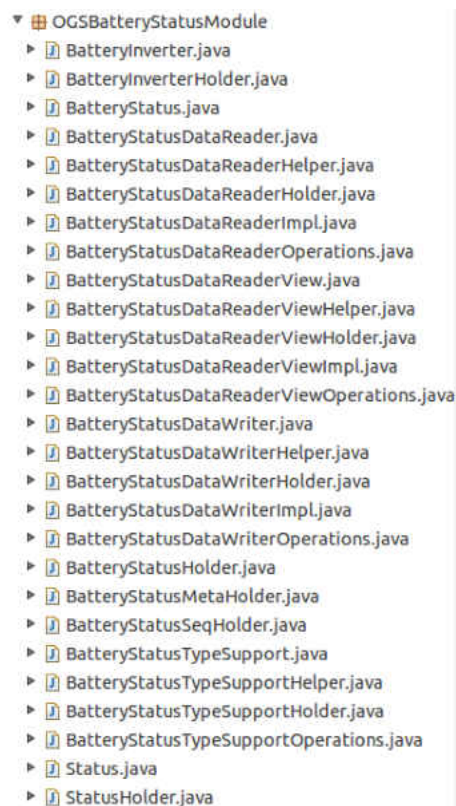 OGSBatteryStatusModule
BatteryInverter.java
BatteryInverterHolder.java
BatteryStatus.java
BatteryStatusDataReader.java
BatteryStatusDataReaderHelper.java
BatteryStatusDataReaderHolder.java
BatteryStatusDataReaderImpl.java
BatteryStatusDataReaderOperations.java
BatteryStatusDataReaderView.java
BatteryStatusDataReaderViewHelper.java
BatteryStatusDataReaderViewHolder.java
BatteryStatusDataReaderViewImpl.java
BatteryStatusDataReaderViewOperations.java
BatteryStatusDataWriter.java
BatteryStatusDataWriterHelper.java
BatteryStatusDataWriterHolder.java
BatteryStatusDataWriterImpl.java
BatteryStatusDataWriterOperations.java
BatteryStatusHolder.java
BatteryStatusMetaHolder.java
BatteryStatusSeqHolder.java
BatteryStatusTypeSupport.java
BatteryStatusTypeSupportHelper.java
BatteryStatusTypeSupportHolder.java
BatteryStatusTypeSupportOperations.java
Status.java
StatusHolder.java